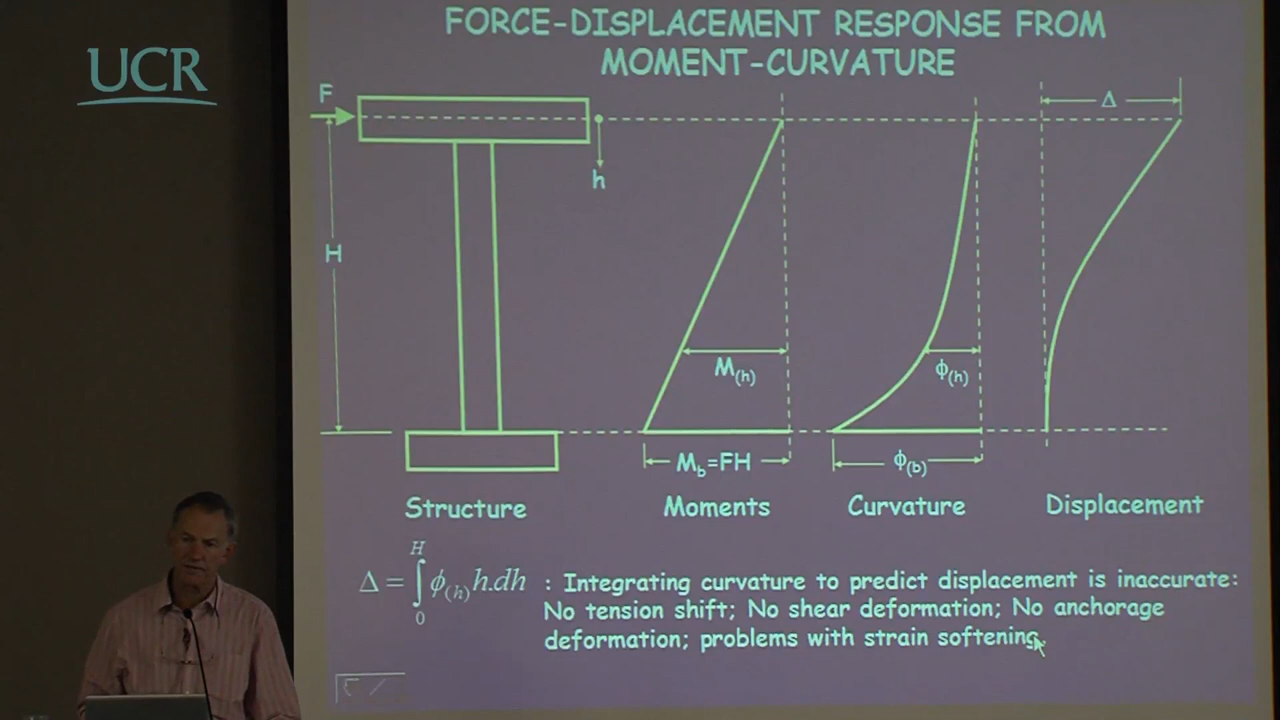 UCR
FORCE-DISPLACEMENT RESPONSE FROM
MOMENT-CURVATURE
F
Δ
h
H
M(h)
ϕ(h)
Mb=FH
ϕ(b)
Structure
Moments
Curvature
Displacement
Δ = ∫₀ᴴ ϕ(h) h.dh
: Integrating curvature to predict displacement is inaccurate:
No tension shift; No shear deformation; No anchorage
deformation; problems with strain softening.